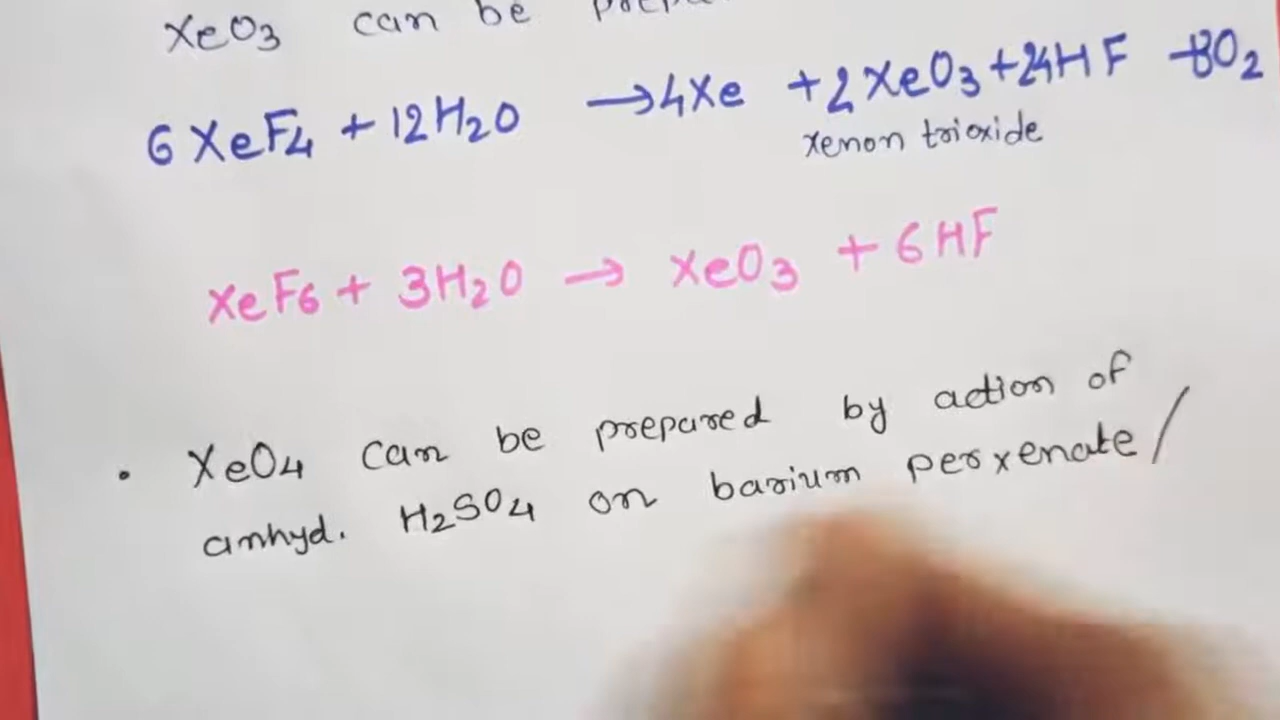 XeO3 can be
6XeF4 + 12H2O → 4Xe + 2XeO3 + 24HF + 3O2
xenon trioxide
XeF6 + 3H2O → XeO3 + 6HF
• XeO4 can be prepared by action of
anhyd. H2SO4 on barium perxenate/